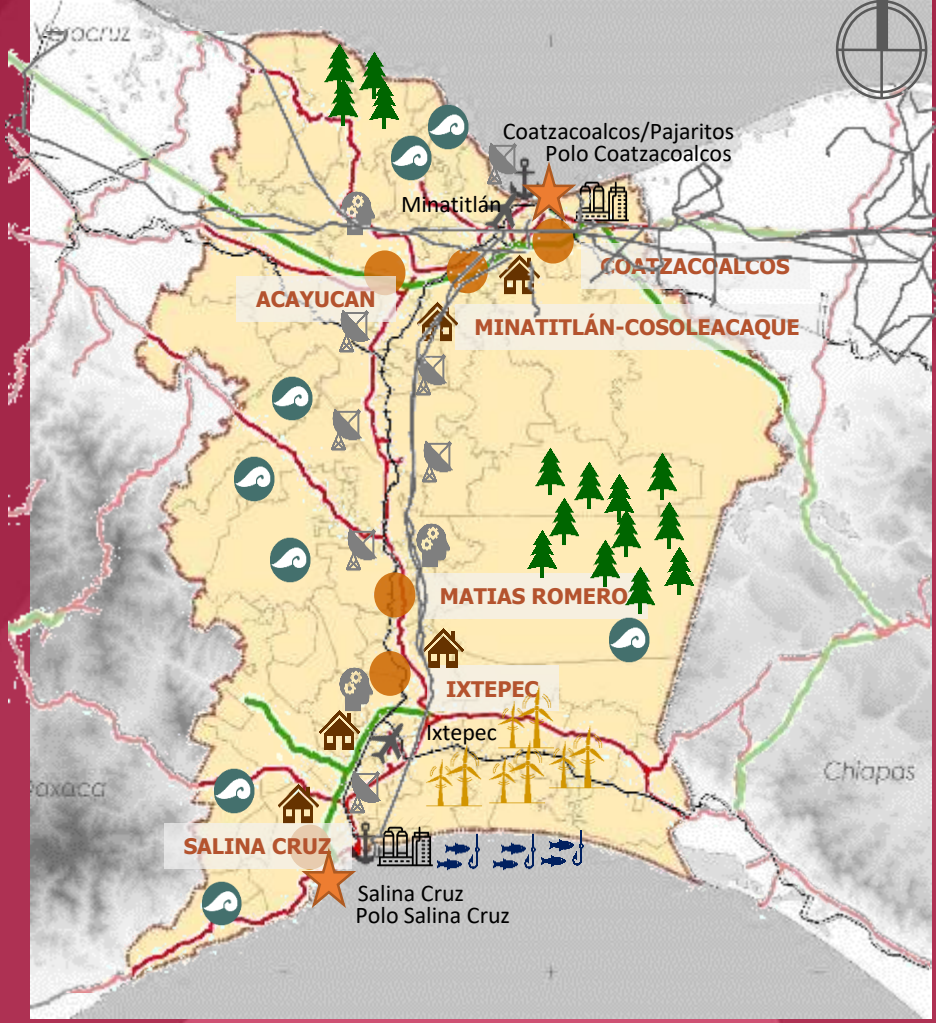 Veracruz
Coatzacoalcos/Pajaritos
Polo Coatzacoalcos
Minatitlán
COATZACOALCOS
ACAYUCAN
MINATITLÁN-COSOLEACAQUE
MATIAS ROMERO
IXTEPEC
Ixtepec
Chiapas
SALINA CRUZ
Salina Cruz
Polo Salina Cruz